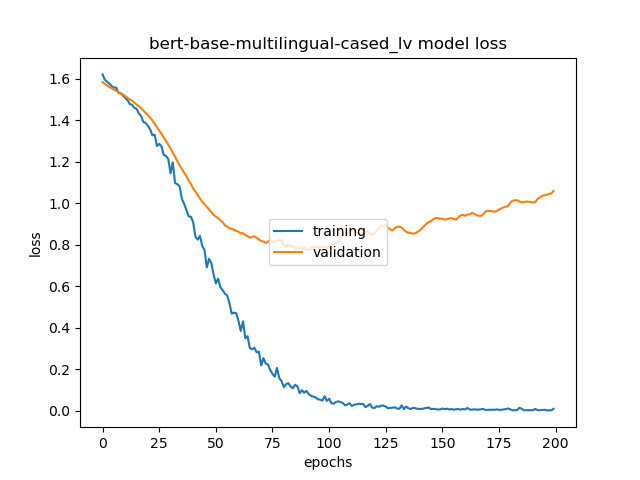 bert-base-multilingual-cased_lv model loss
loss
1.6
1.4
1.2
1.0
0.8
0.6
0.4
0.2
0.0
training
validation
0 25 50 75 100 125 150 175 200
epochs